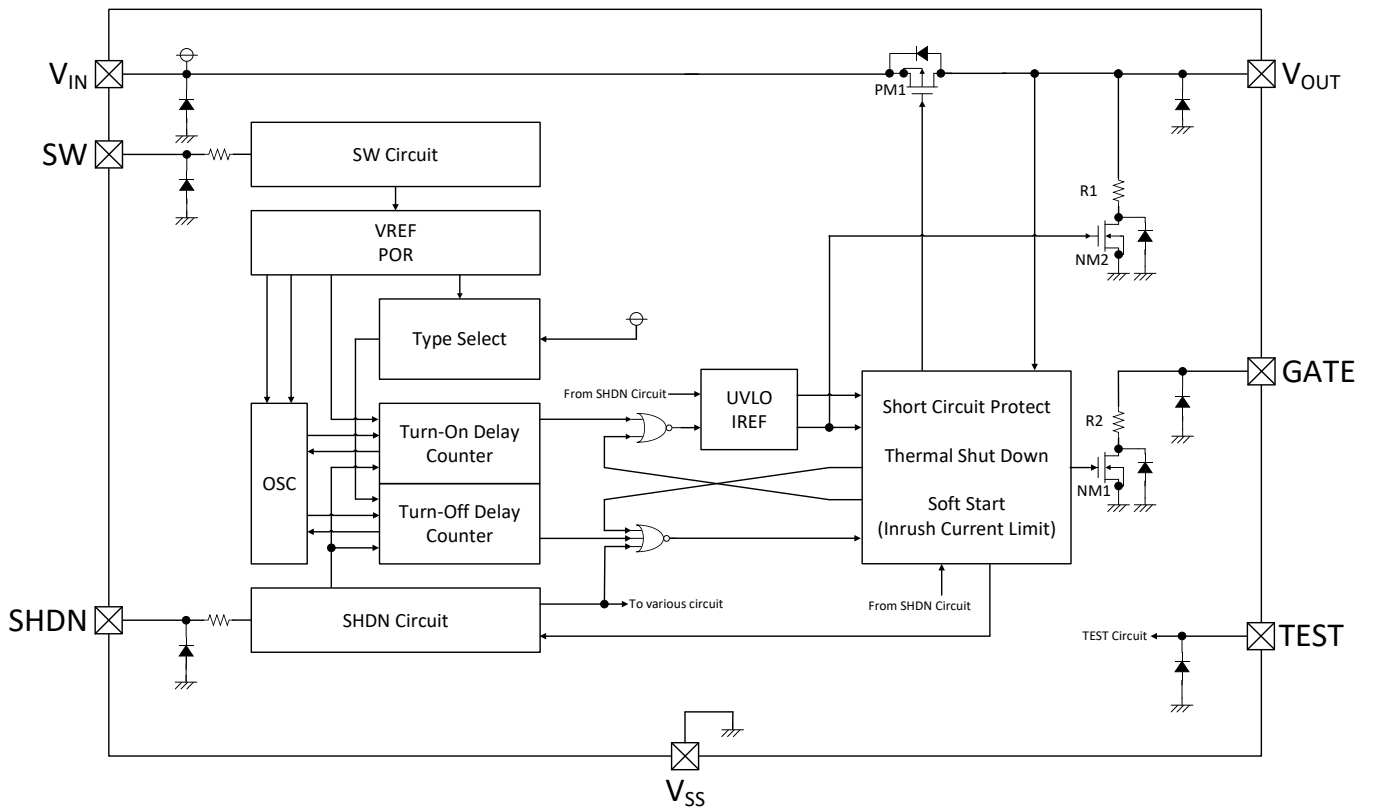 VIN
PM1
VOUT
SW
SW Circuit
R1
VREF
POR
NM2
Type Select
GATE
From SHDN Circuit
UVLO
IREF
Short Circuit Protect
Turn-On Delay
Counter
R2
Thermal Shut Down
OSC
NM1
Turn-Off Delay
Counter
Soft Start
(Inrush Current Limit)
SHDN
SHDN Circuit
To various circuit
From SHDN Circuit
TEST Circuit
TEST
VSS